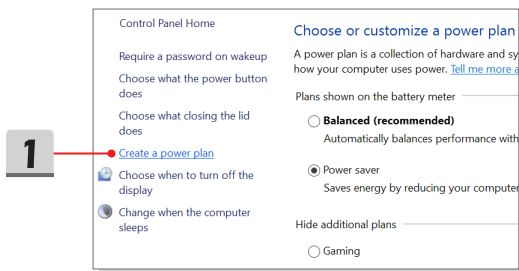 Control Panel Home
Require a password on wakeup
Choose what the power button
does
Choose what closing the lid
does
1
Create a power plan
Choose when to turn off the
display
Change when the computer
sleeps
Choose or customize a power plan
A power plan is a collection of hardware and sy
how your computer uses power. Tell me more a
Plans shown on the battery meter
Balanced (recommended)
Automatically balances performance with
Power saver
Saves energy by reducing your computer
Hide additional plans
Gaming